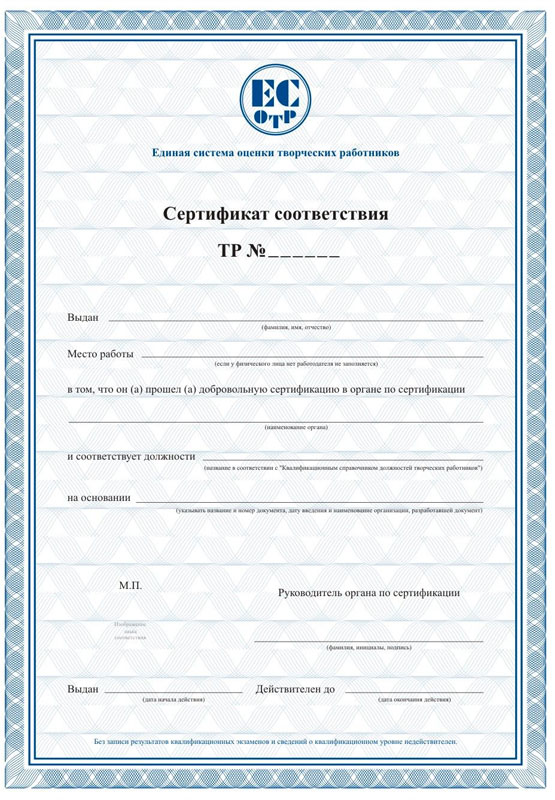 ЕС
ОТР
Единая система оценки творческих работников
Сертификат соответствия
ТР №______
Выдан
(фамилия, имя, отчество)
Место работы
(если у физического лица нет работодателя не заполняется)
в том, что он (а) прошел (а) добровольную сертификацию в органе по сертификации
(наименование органа)
и соответствует должности
(название в соответствии с "Квалификационным справочником должностей творческих работников")
на основании
(указывать название и номер документа, дату введения и наименование организации, разработавшей документ)
М.П.
Руководитель органа по сертификации
Изображение
знака
соответствия
(фамилия, инициалы, подпись)
Выдан
Действителен до
(дата начала действия)
(дата окончания действия)
Без записи результатов квалификационных экзаменов и сведений о квалификационном уровне недействителен.